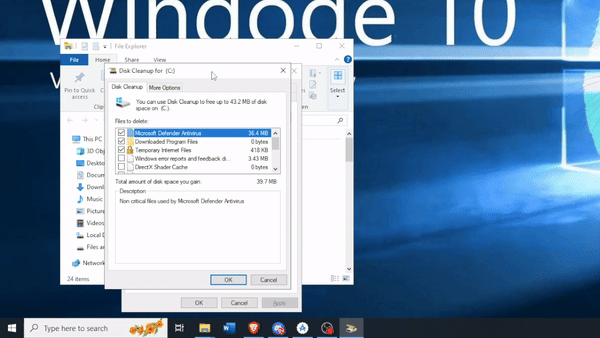 Windode 10
File Explorer
File
Home
Share
View
Pin to Quick
access
Select
Disk Cleanup for (C:)
Disk Cleanup
More Options
You can use Disk Cleanup to free up to 43.2 MB of disk
space on (C:).
Files to delete:
Microsoft Defender Antivirus 36.4 MB
Downloaded Program Files 0 bytes
Temporary Internet Files 418 KB
Windows error reports and feedback di... 3.43 MB
DirectX Shader Cache 0 bytes
Total amount of disk space you gain: 39.7 MB
Description
Non critical files used by Microsoft Defender Antivirus
OK
Cancel
This PC
3D Obj
Desktop
Docum
Downl
Music
Picture
Videos
Local D
Files an
Network
24 items
OK
Cancel
Apply
Type here to search